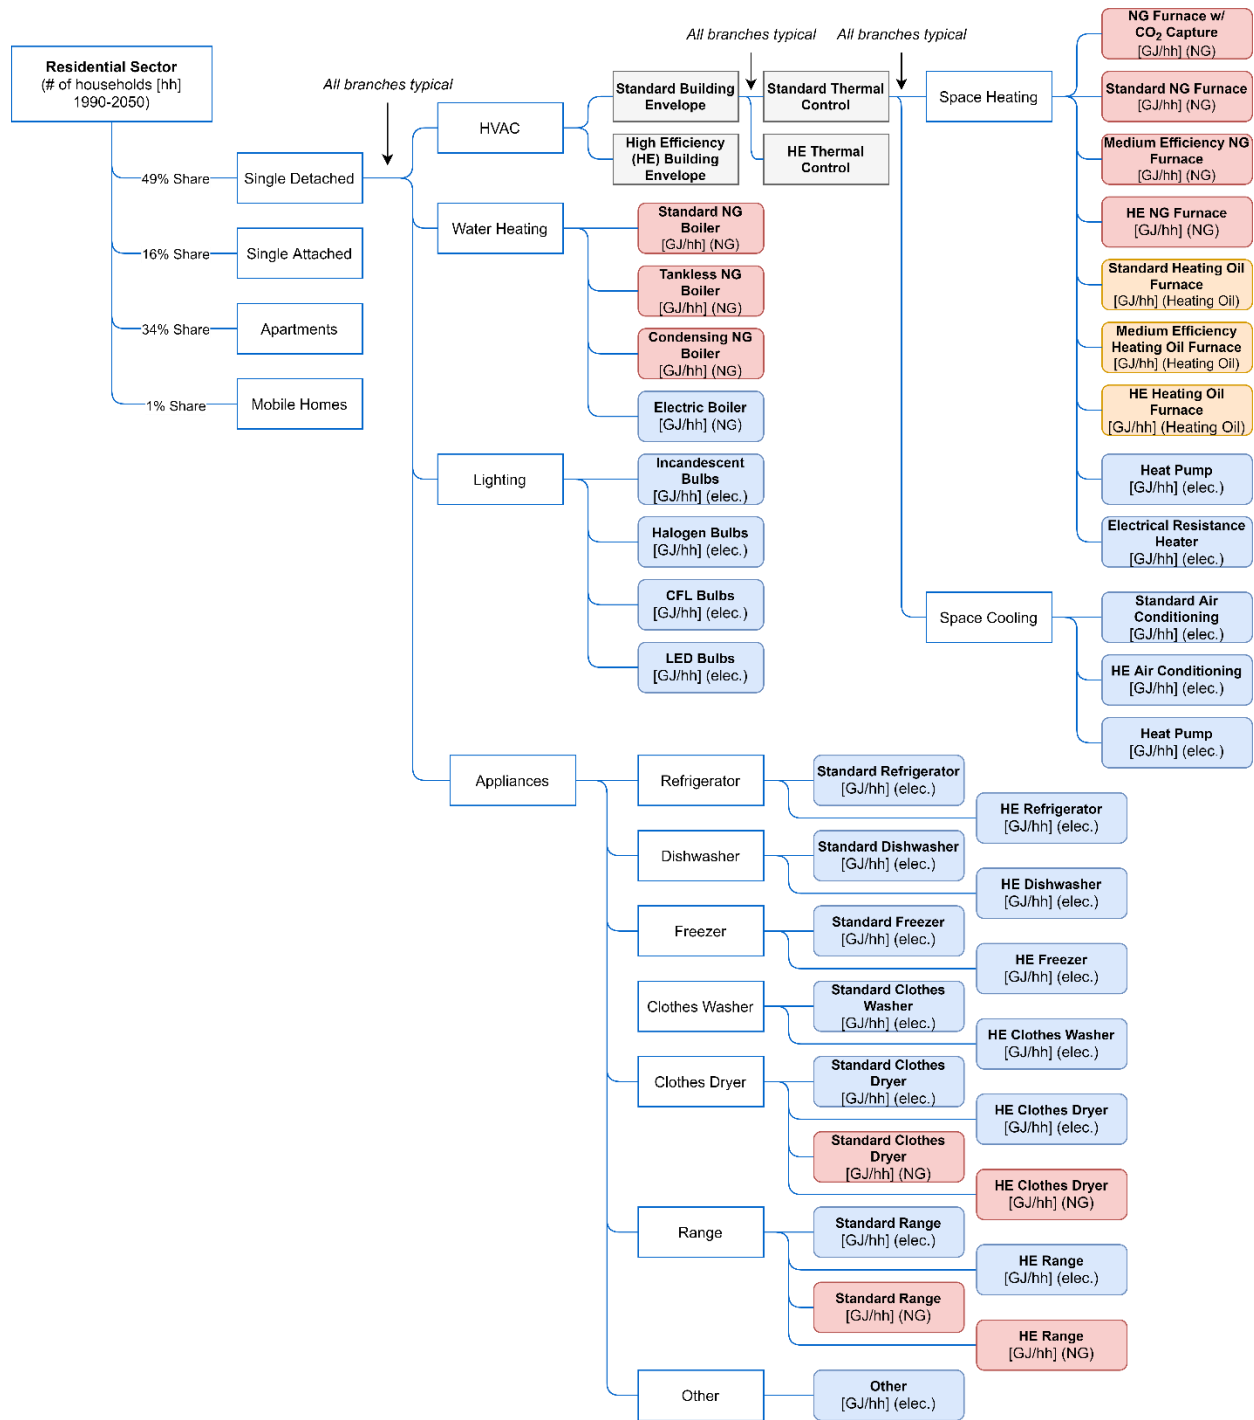 Residential Sector
(# of households [hh]
1990-2050)
49% Share
Single Detached
16% Share
Single Attached
34% Share
Apartments
1% Share
Mobile Homes
All branches typical
HVAC
Standard Building
Envelope
High Efficiency
(HE) Building
Envelope
All branches typical
Standard Thermal
Control
HE Thermal
Control
All branches typical
Space Heating
NG Furnace w/
CO2 Capture
[GJ/hh] (NG)
Standard NG Furnace
[GJ/hh] (NG)
Medium Efficiency NG
Furnace
[GJ/hh] (NG)
HE NG Furnace
[GJ/hh] (NG)
Standard Heating Oil
Furnace
[GJ/hh] (Heating Oil)
Medium Efficiency
Heating Oil Furnace
[GJ/hh] (Heating Oil)
HE Heating Oil
Furnace
[GJ/hh] (Heating Oil)
Heat Pump
[GJ/hh] (elec.)
Electrical Resistance
Heater
[GJ/hh] (elec.)
Space Cooling
Standard Air
Conditioning
[GJ/hh] (elec.)
HE Air Conditioning
[GJ/hh] (elec.)
Heat Pump
[GJ/hh] (elec.)
Water Heating
Standard NG
Boiler
[GJ/hh] (NG)
Tankless NG
Boiler
[GJ/hh] (NG)
Condensing NG
Boiler
[GJ/hh] (NG)
Electric Boiler
[GJ/hh] (NG)
Lighting
Incandescent
Bulbs
[GJ/hh] (elec.)
Halogen Bulbs
[GJ/hh] (elec.)
CFL Bulbs
[GJ/hh] (elec.)
LED Bulbs
[GJ/hh] (elec.)
Appliances
Refrigerator
Standard Refrigerator
[GJ/hh] (elec.)
HE Refrigerator
[GJ/hh] (elec.)
Dishwasher
Standard Dishwasher
[GJ/hh] (elec.)
HE Dishwasher
[GJ/hh] (elec.)
Freezer
Standard Freezer
[GJ/hh] (elec.)
HE Freezer
[GJ/hh] (elec.)
Clothes Washer
Standard Clothes
Washer
[GJ/hh] (elec.)
HE Clothes Washer
[GJ/hh] (elec.)
Clothes Dryer
Standard Clothes
Dryer
[GJ/hh] (elec.)
HE Clothes Dryer
[GJ/hh] (elec.)
Standard Clothes
Dryer
[GJ/hh] (NG)
HE Clothes Dryer
[GJ/hh] (NG)
Range
Standard Range
[GJ/hh] (elec.)
HE Range
[GJ/hh] (elec.)
Standard Range
[GJ/hh] (NG)
HE Range
[GJ/hh] (NG)
Other
Other
[GJ/hh] (elec.)